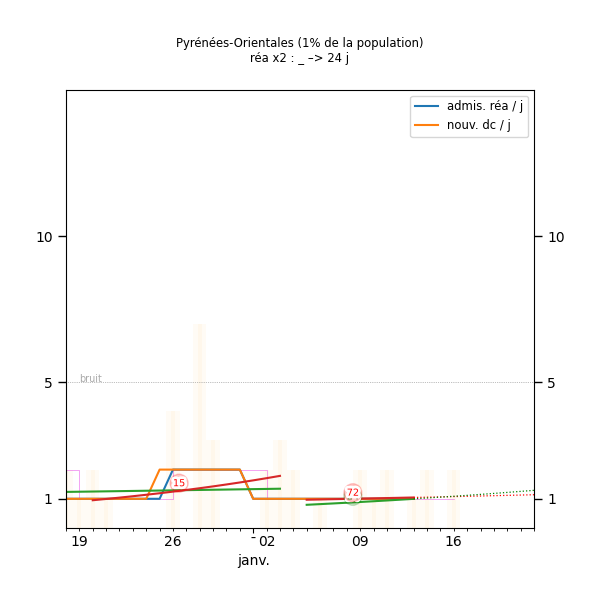 Pyrénées-Orientales (1% de la population)
réa x2 : _ –> 24 j
admis. réa / j
nouv. dc / j
10
10
bruit
5
5
15
72
1
1
19
26
-
02
09
16
janv.